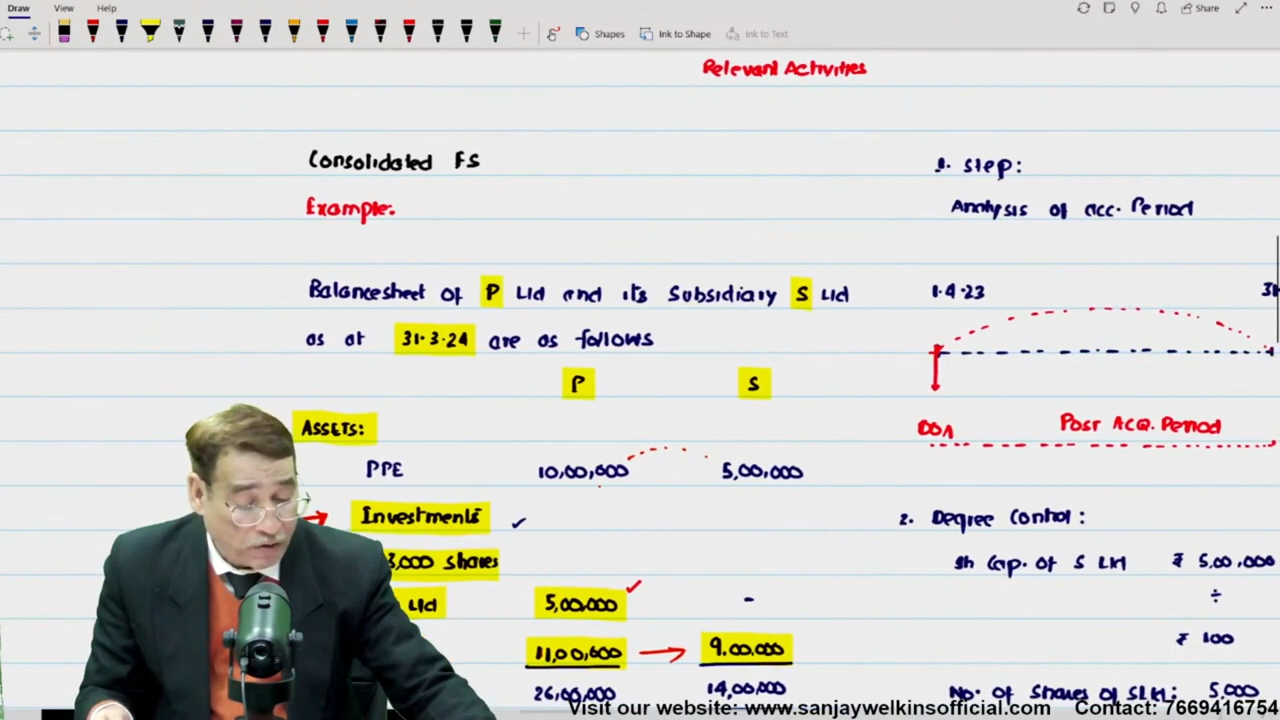 Draw View Help
Share
Shapes Ink to Shape Ink to Text
Relevant Activities
Consolidated FS
Example:
Balancesheet of P Ltd and its Subsidiary S Ltd
as at 31.3.24 are as follows
P S
ASSETS:
PPE 10,00,000 5,00,000
Investments
3,000 shares
Ltd 5,00,000 -
11,00,000 → 9,00,000
26,00,000 14,00,000
1. Step:
Analysis of acc. Period
1.4.23 31
DOA Post ACQ. Period
2. Degree Control:
Sh Cap. of S Ltd ₹ 5,00,000
÷
₹ 100
No. of Shares of S Ltd: 5,000
Visit our website: www.sanjaywelkinsofficial.com Contact: 7669416754